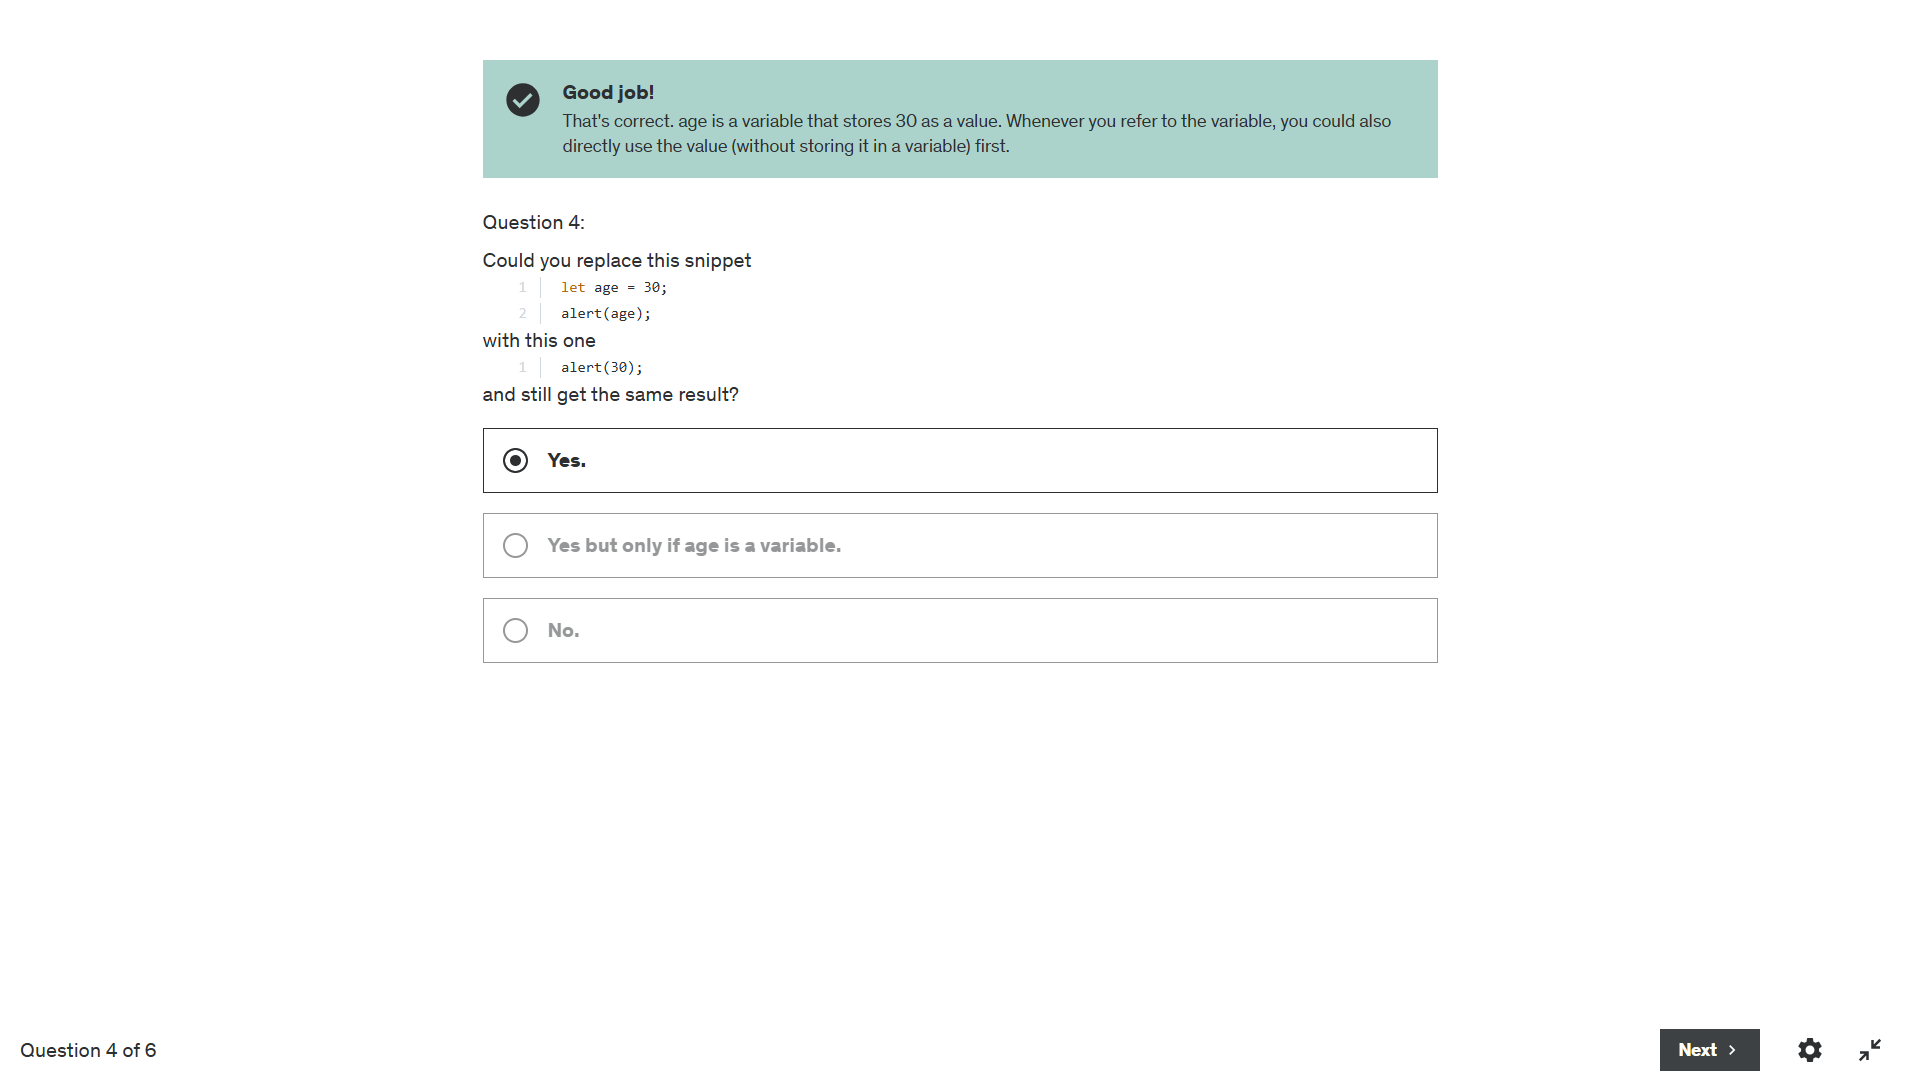 Good job!
That's correct. age is a variable that stores 30 as a value. Whenever you refer to the variable, you could also
directly use the value (without storing it in a variable) first.
Question 4:
Could you replace this snippet
1 let age = 30;
2 alert(age);
with this one
1 alert(30);
and still get the same result?
Yes.
Yes but only if age is a variable.
No.
Question 4 of 6
Next